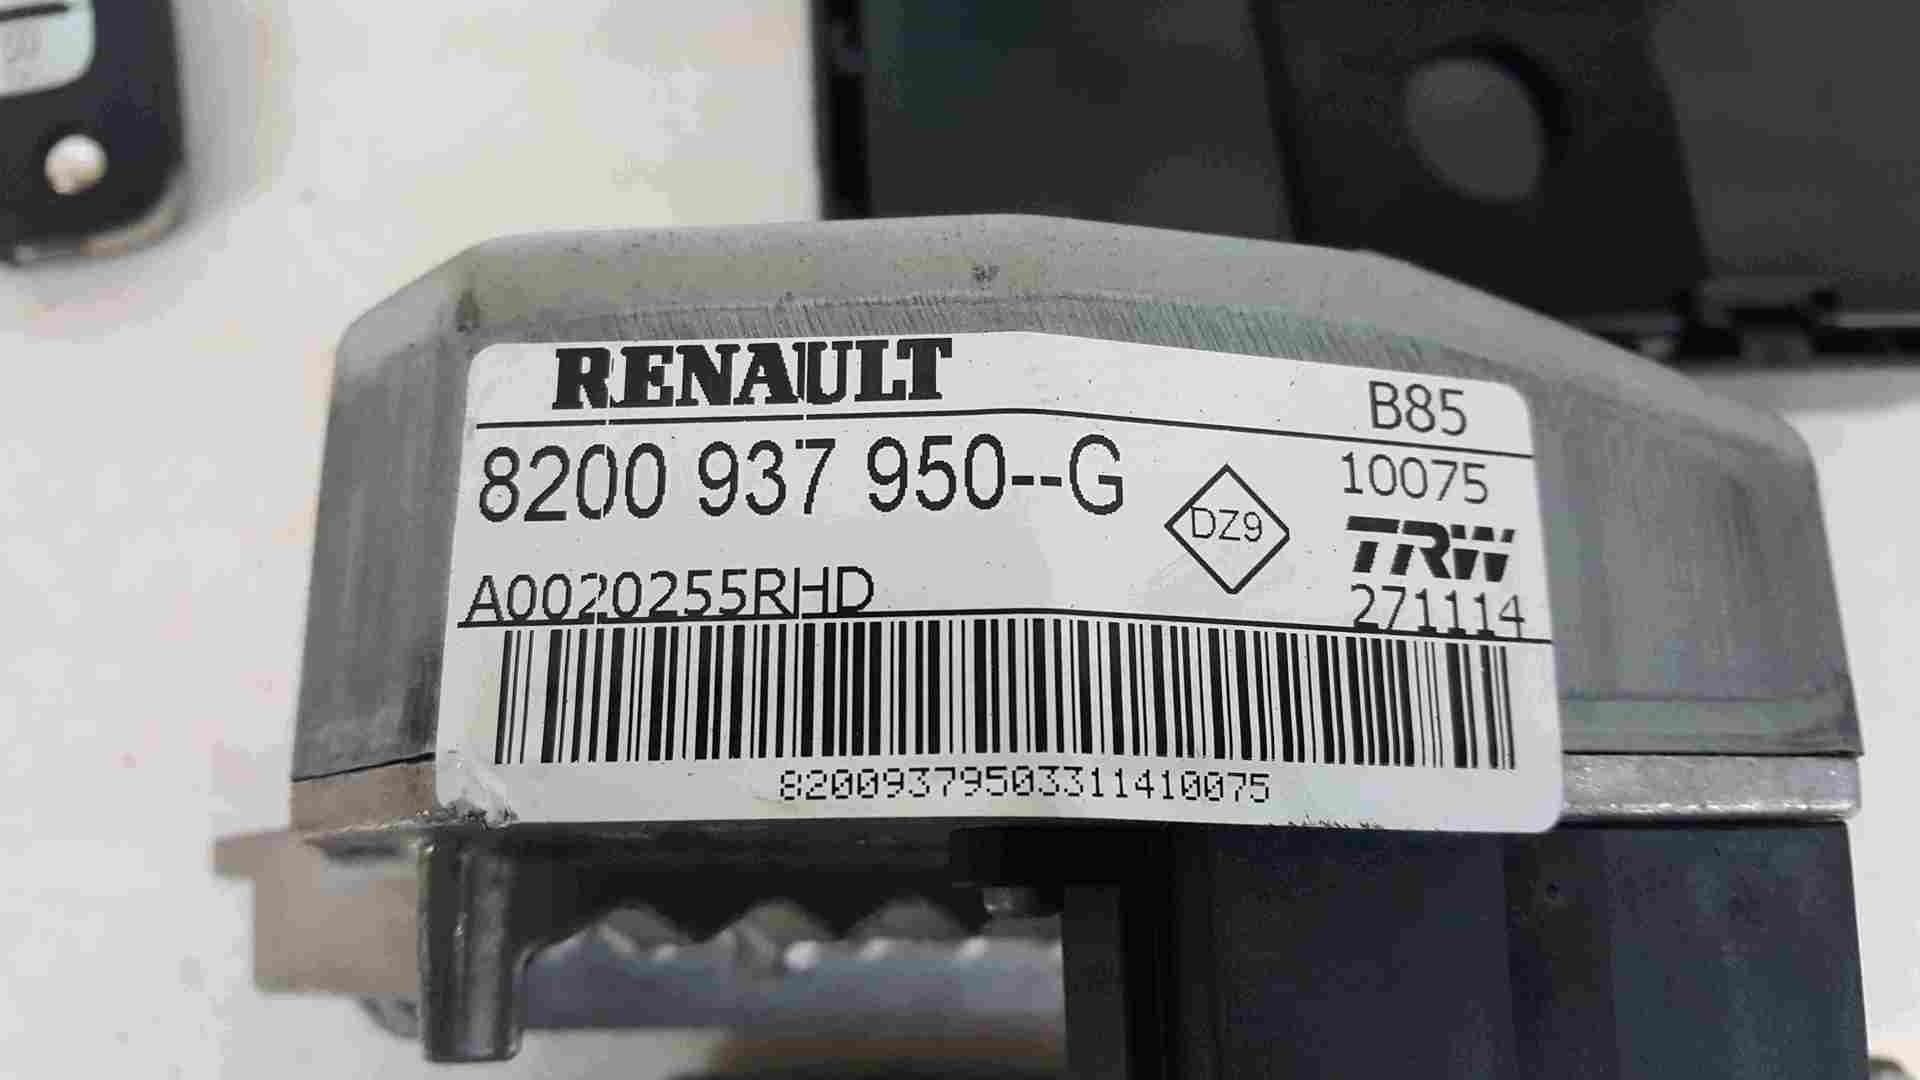 RENAULT
B85
8200 937 950--G
10075
DZ9
TRW
A0020255RHD
271114
82009379503311410075